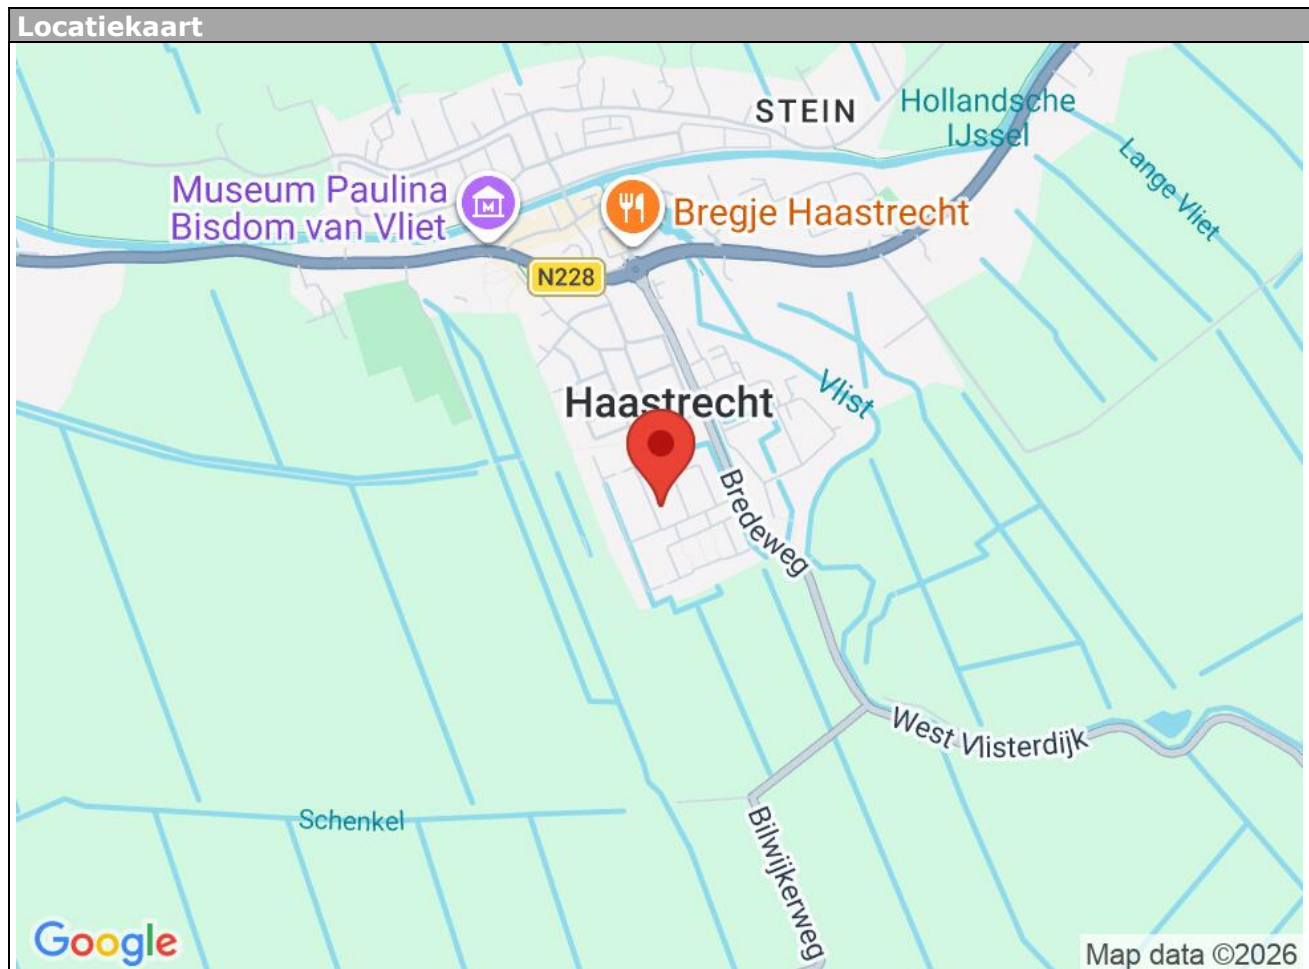 Locatiekaart
STEIN
Hollandsche
IJssel
Lange Vliet
Museum Paulina
Bisdom van Vliet
Bregje Haastrecht
N228
Haastrecht
Vlist
Bredeweg
West Vlisterdijk
Schenkel
Bilwijkerweg
Google
Map data ©2026